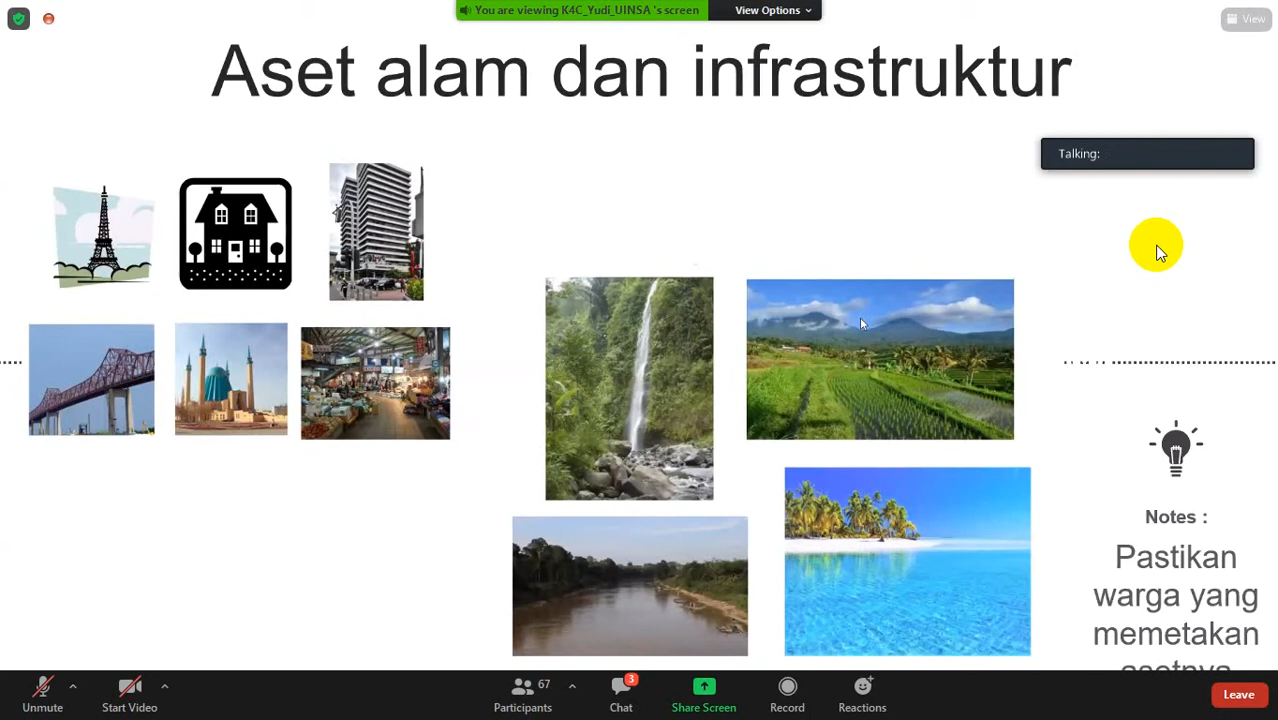 You are viewing K4C_Yudi_UINSA 's screen
View Options
View
Aset alam dan infrastruktur
Talking:
Notes :
Pastikan
warga yang
memetakan
asetnya
Unmute
Start Video
Participants
67
Chat
3
Share Screen
Record
Reactions
Leave